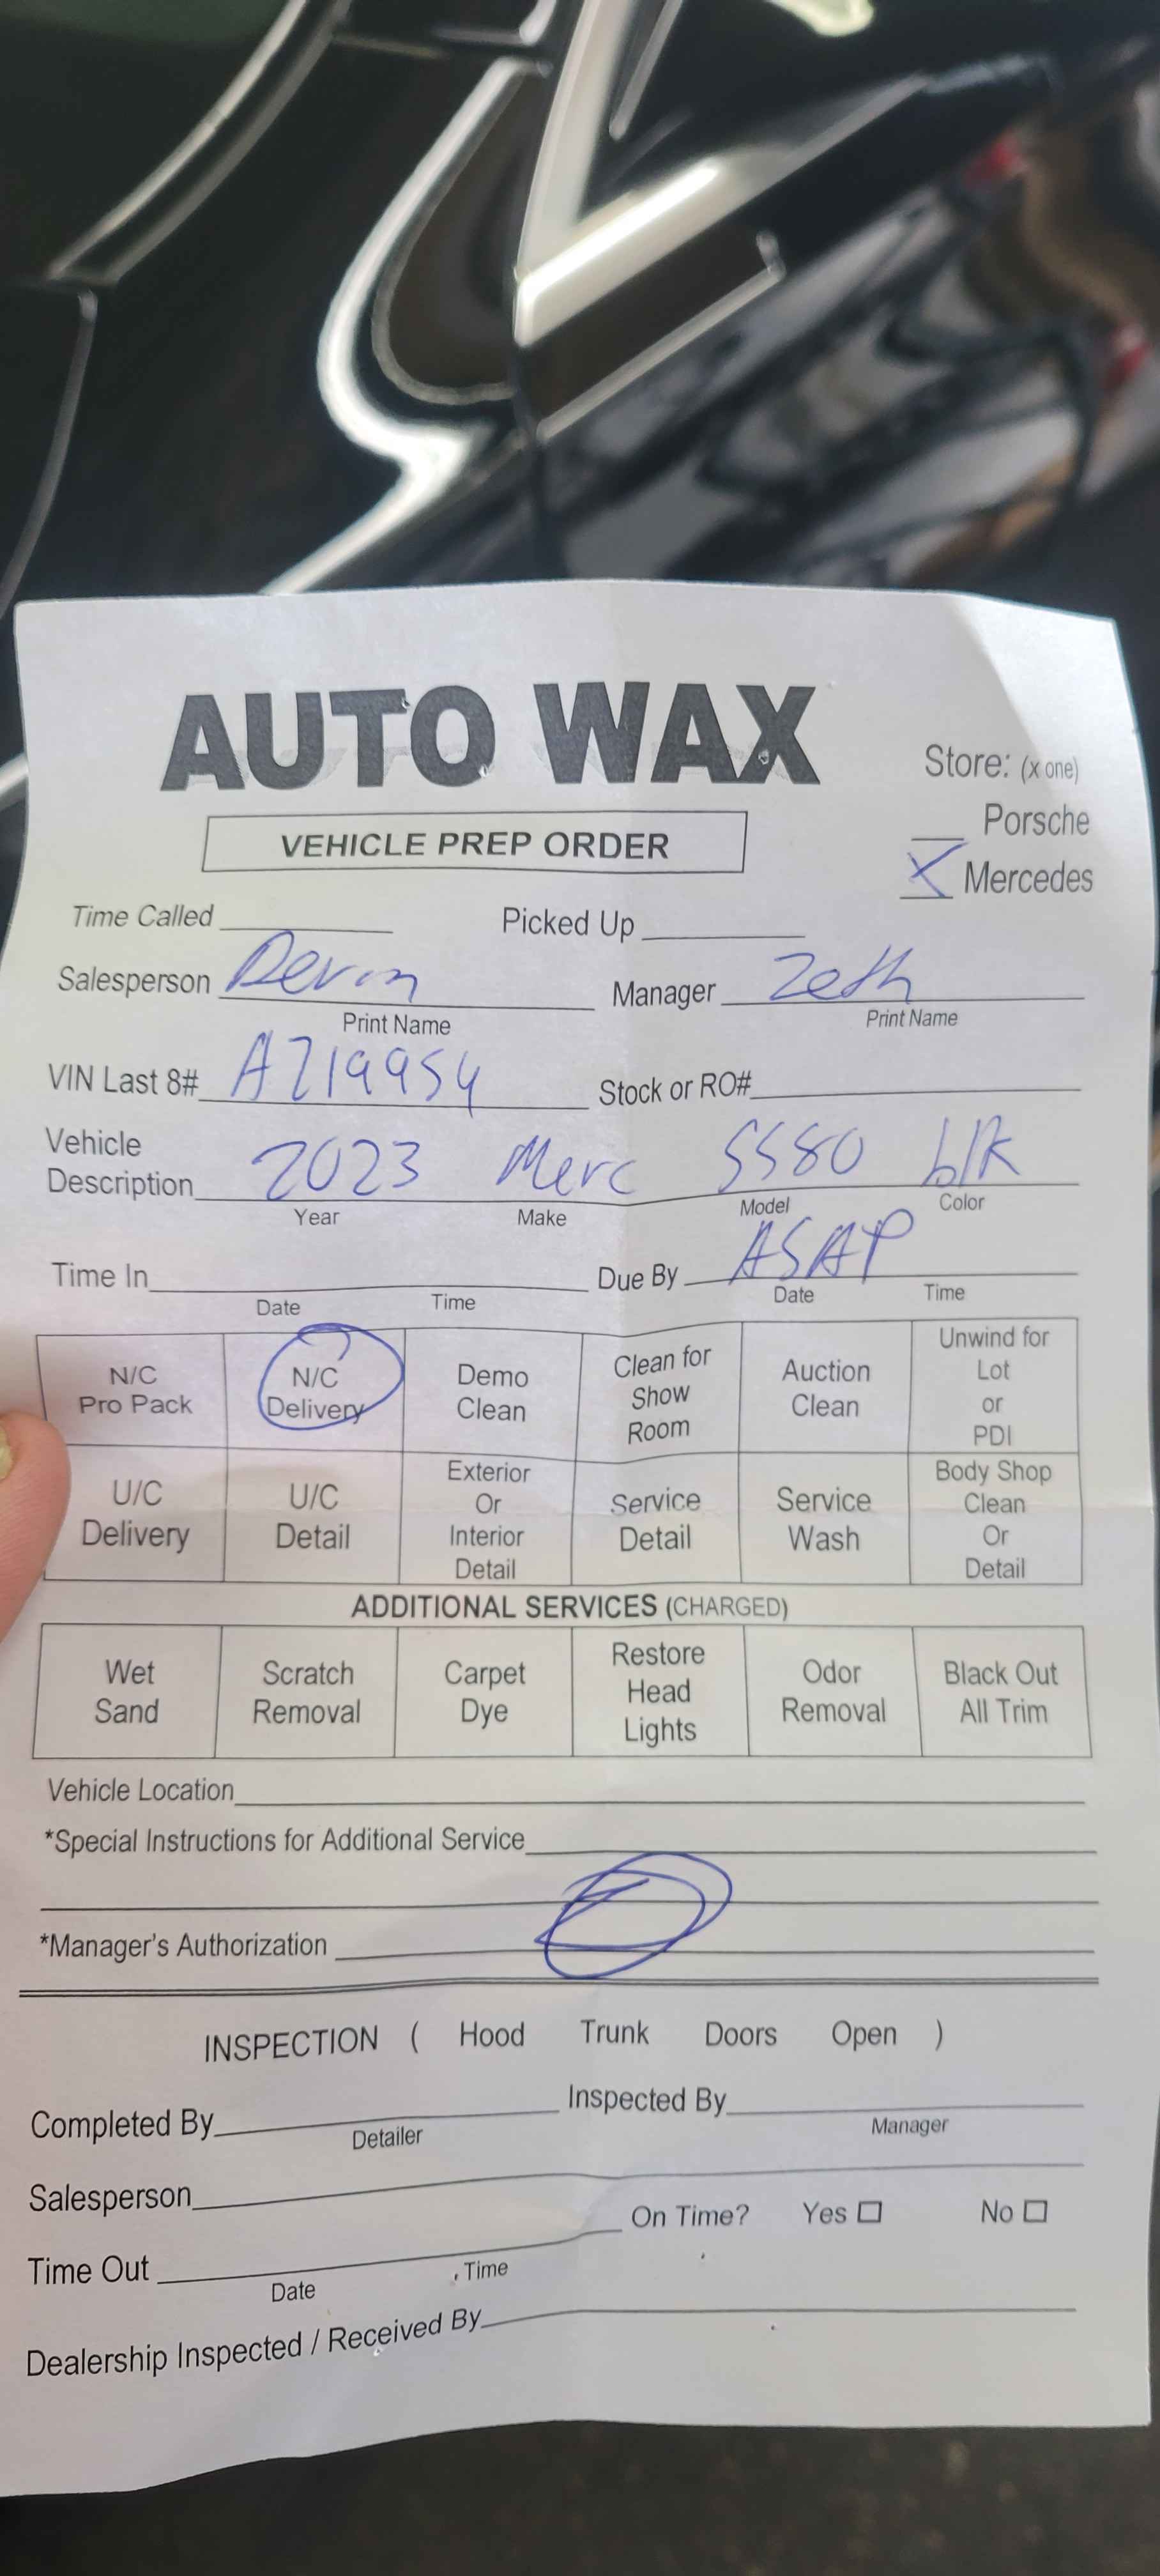 AUTO WAX
Store: (x one)
VEHICLE PREP ORDER
__ Porsche
X Mercedes
Time Called Picked Up
Salesperson Devin Manager Zeth
Print Name Print Name
VIN Last 8# A219954 Stock or RO#
Vehicle Description 2023 Merc S580 blk
Year Make Model Color
Time In Due By ASAP
Date Time Date Time
N/C Pro Pack N/C Delivery Demo Clean Clean for Show Room Auction Clean Unwind for Lot or PDI
U/C Delivery U/C Detail Exterior Or Interior Detail Service Detail Service Wash Body Shop Clean Or Detail
ADDITIONAL SERVICES (CHARGED)
Wet Sand Scratch Removal Carpet Dye Restore Head Lights Odor Removal Black Out All Trim
Vehicle Location
*Special Instructions for Additional Service
*Manager's Authorization
INSPECTION ( Hood Trunk Doors Open )
Completed By Inspected By
Detailer Manager
Salesperson
On Time? Yes ☐ No ☐
Time Out
Date Time
Dealership Inspected / Received By